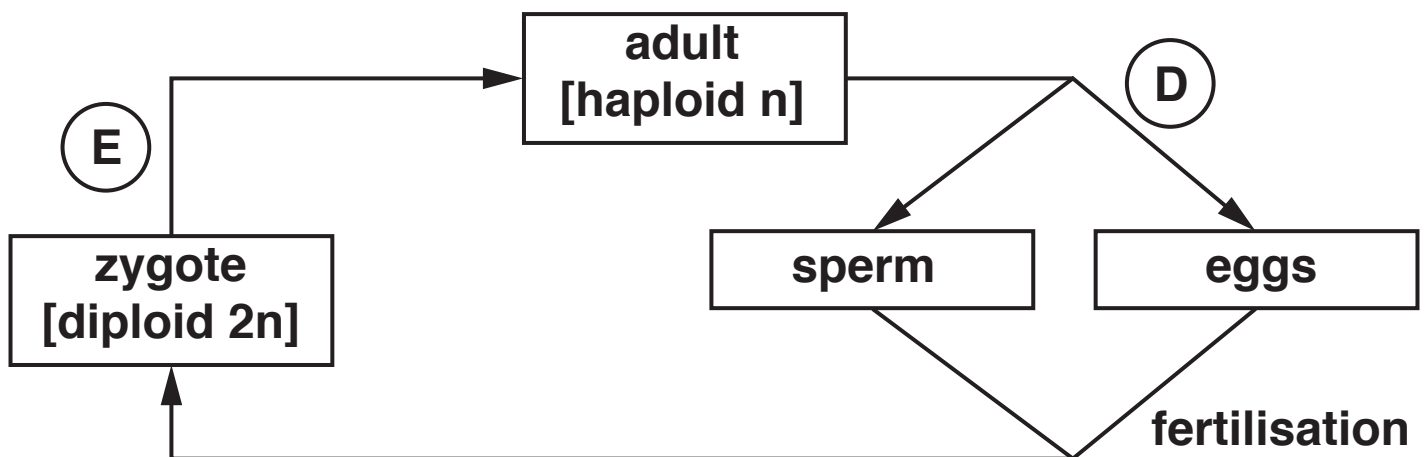 adult
[haploid n]
D
E
zygote
[diploid 2n]
sperm
eggs
fertilisation